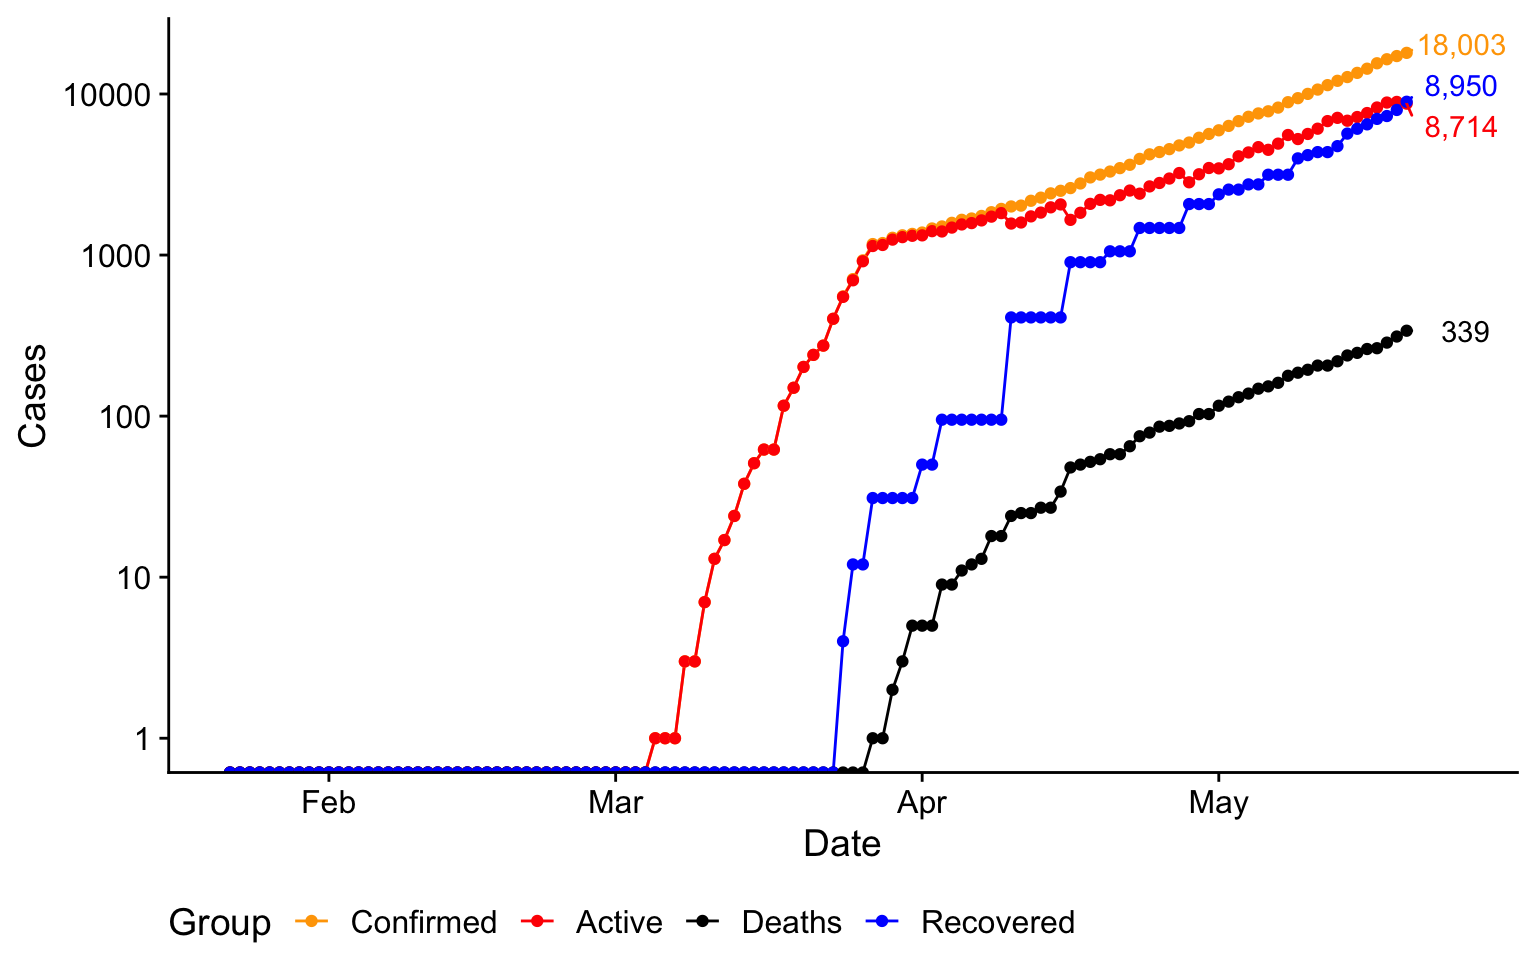 18,003
10000
8,950
8,714
1000
339
Cases
100
10
1
Feb Mar Apr May
Date
Group Confirmed Active Deaths Recovered